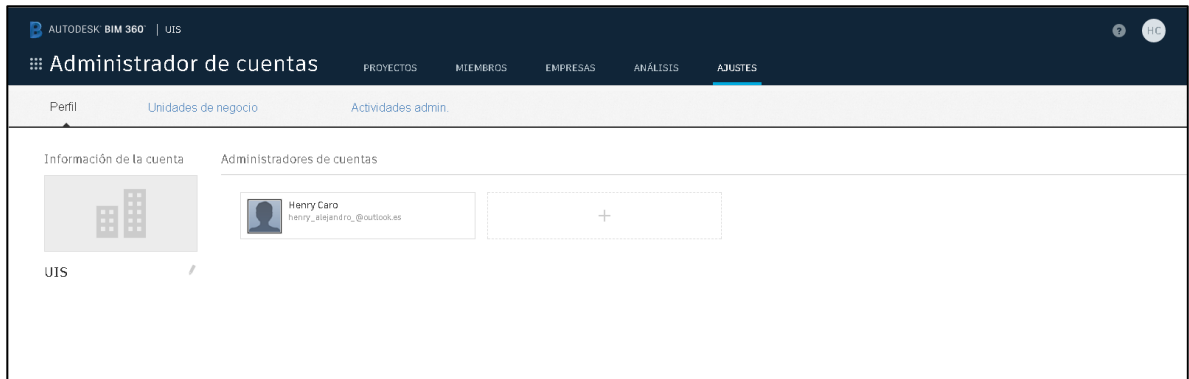 AUTODESK® BIM 360™ | UIS
HC
Administrador de cuentas
PROYECTOS MIEMBROS EMPRESAS ANÁLISIS AJUSTES
Perfil Unidades de negocio Actividades admin.
Información de la cuenta Administradores de cuentas
Henry Caro
henry_alejandro_@outlook.es
UIS